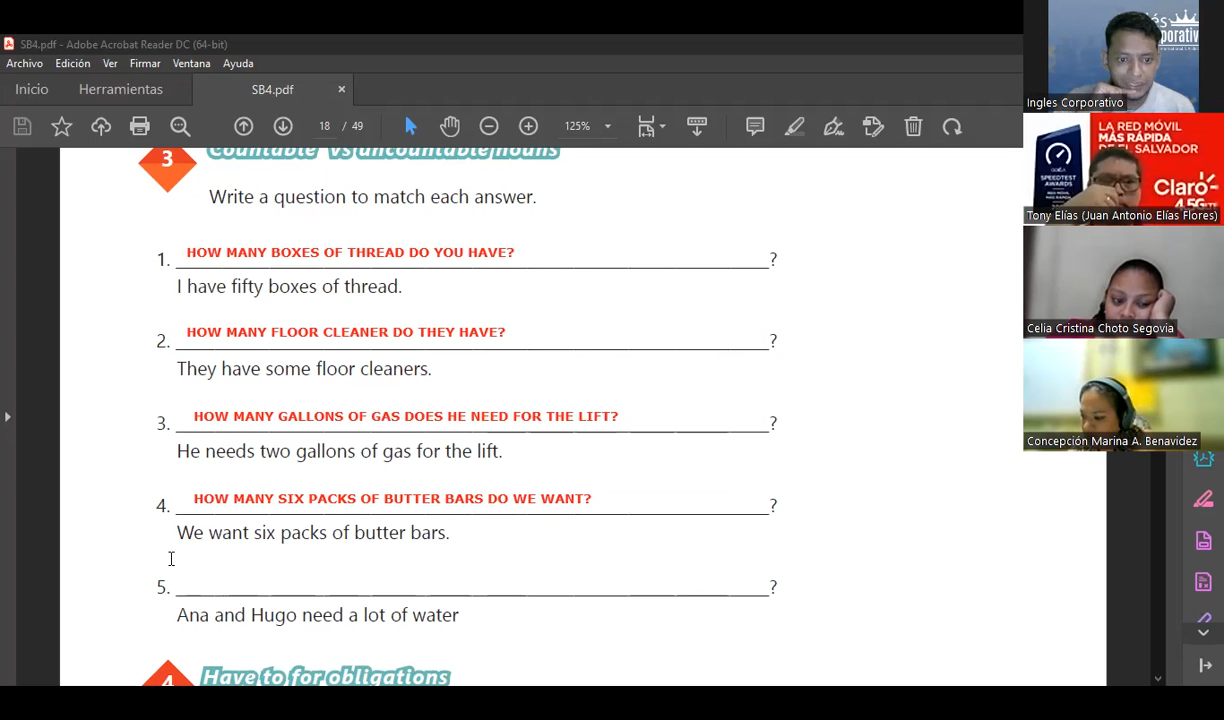 SB4.pdf - Adobe Acrobat Reader DC (64-bit)
Archivo Edición Ver Firmar Ventana Ayuda
Inicio Herramientas SB4.pdf ×
18 / 49 125%
3 Countable vs uncountable nouns
Write a question to match each answer.
HOW MANY BOXES OF THREAD DO YOU HAVE?
1. ?
I have fifty boxes of thread.
HOW MANY FLOOR CLEANER DO THEY HAVE?
2. ?
They have some floor cleaners.
HOW MANY GALLONS OF GAS DOES HE NEED FOR THE LIFT?
3. ?
He needs two gallons of gas for the lift.
HOW MANY SIX PACKS OF BUTTER BARS DO WE WANT?
4. ?
We want six packs of butter bars.
5. ?
Ana and Hugo need a lot of water
4 Have to for obligations
Ingles Corporativo
SPEEDTEST
AWARDS
LA RED MÓVIL
MÁS RÁPIDA
DE EL SALVADOR
Claro
4.5G LTE
Tony Elías (Juan Antonio Elías Flores)
Celia Cristina Choto Segovia
Concepción Marina A. Benavidez